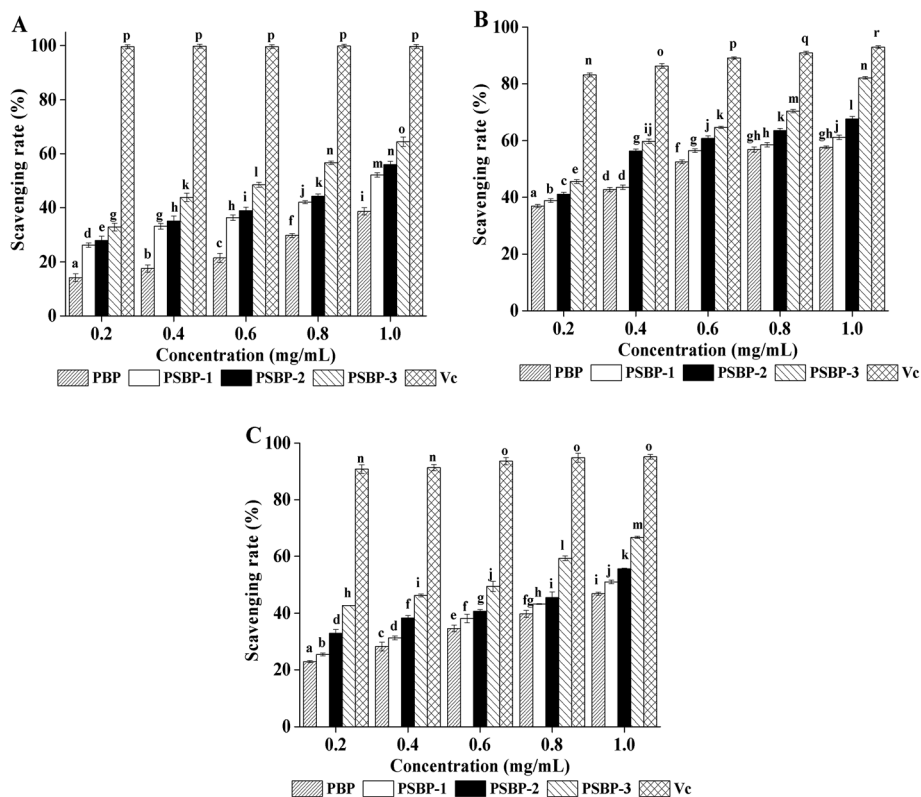 A
Scavenging rate (%)
100
80
60
40
20
0
p p p p p
a d e g
b g h k
c h i l
f j k n
i m n o
0.2 0.4 0.6 0.8 1.0
Concentration (mg/mL)
PBP PSBP-1 PSBP-2 PSBP-3 Vc
B
Scavenging rate (%)
100
80
60
40
20
0
a b c e n
d d g ij o
f g j k p
gh h k m q
gh j l n r
0.2 0.4 0.6 0.8 1.0
Concentration (mg/mL)
PBP PSBP-1 PSBP-2 PSBP-3 Vc
C
Scavenging rate (%)
100
80
60
40
20
0
a b d h n
c d f i n
e f g j o
fg h i l o
i j k m o
0.2 0.4 0.6 0.8 1.0
Concentration (mg/mL)
PBP PSBP-1 PSBP-2 PSBP-3 Vc